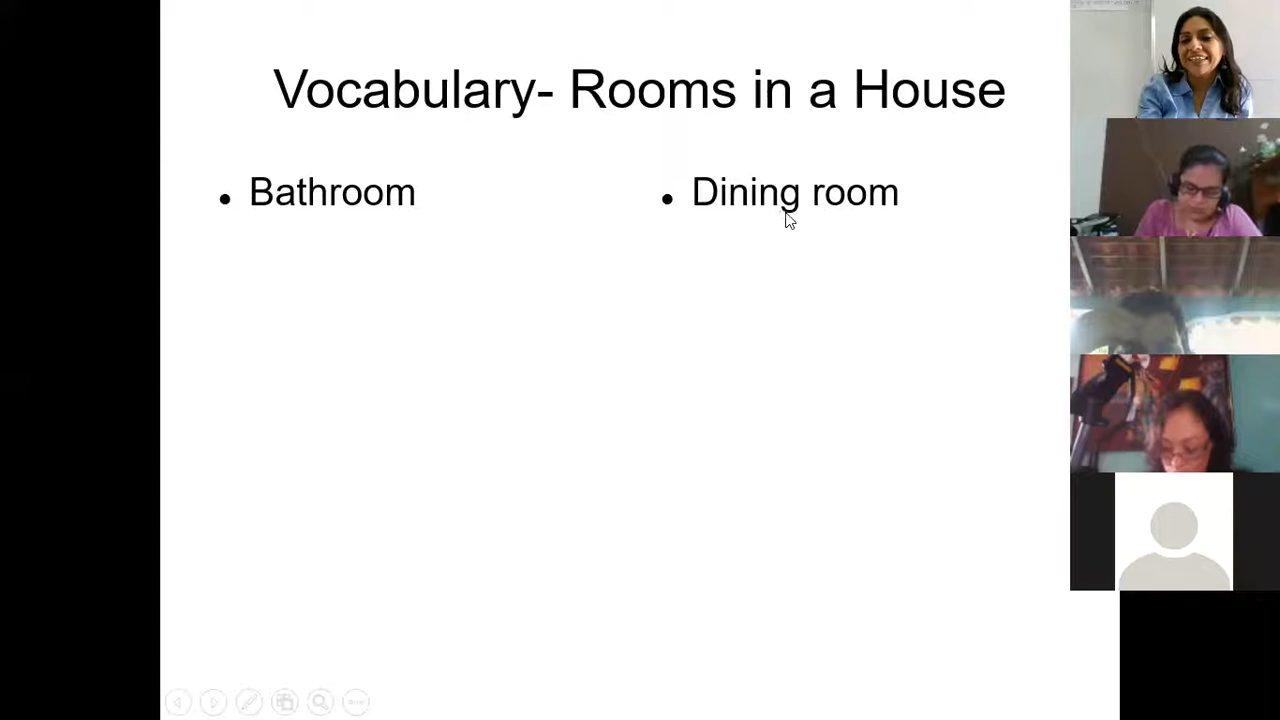 Vocabulary- Rooms in a House
• Bathroom
• Dining room